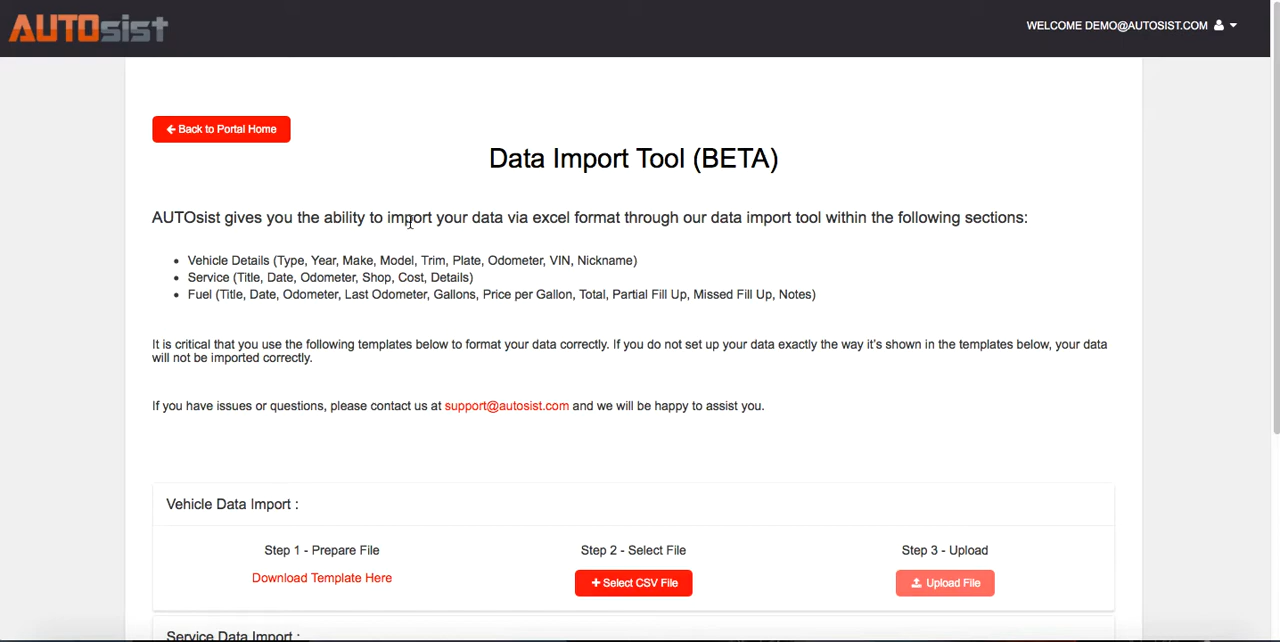 AUTOsist
WELCOME DEMO@AUTOSIST.COM
Back to Portal Home
Data Import Tool (BETA)
AUTOsist gives you the ability to import your data via excel format through our data import tool within the following sections:
Vehicle Details (Type, Year, Make, Model, Trim, Plate, Odometer, VIN, Nickname)
Service (Title, Date, Odometer, Shop, Cost, Details)
Fuel (Title, Date, Odometer, Last Odometer, Gallons, Price per Gallon, Total, Partial Fill Up, Missed Fill Up, Notes)
It is critical that you use the following templates below to format your data correctly. If you do not set up your data exactly the way it's shown in the templates below, your data
will not be imported correctly.
If you have issues or questions, please contact us at support@autosist.com and we will be happy to assist you.
Vehicle Data Import :
Step 1 - Prepare File
Step 2 - Select File
Step 3 - Upload
Download Template Here
+ Select CSV File
Upload File
Service Data Import :